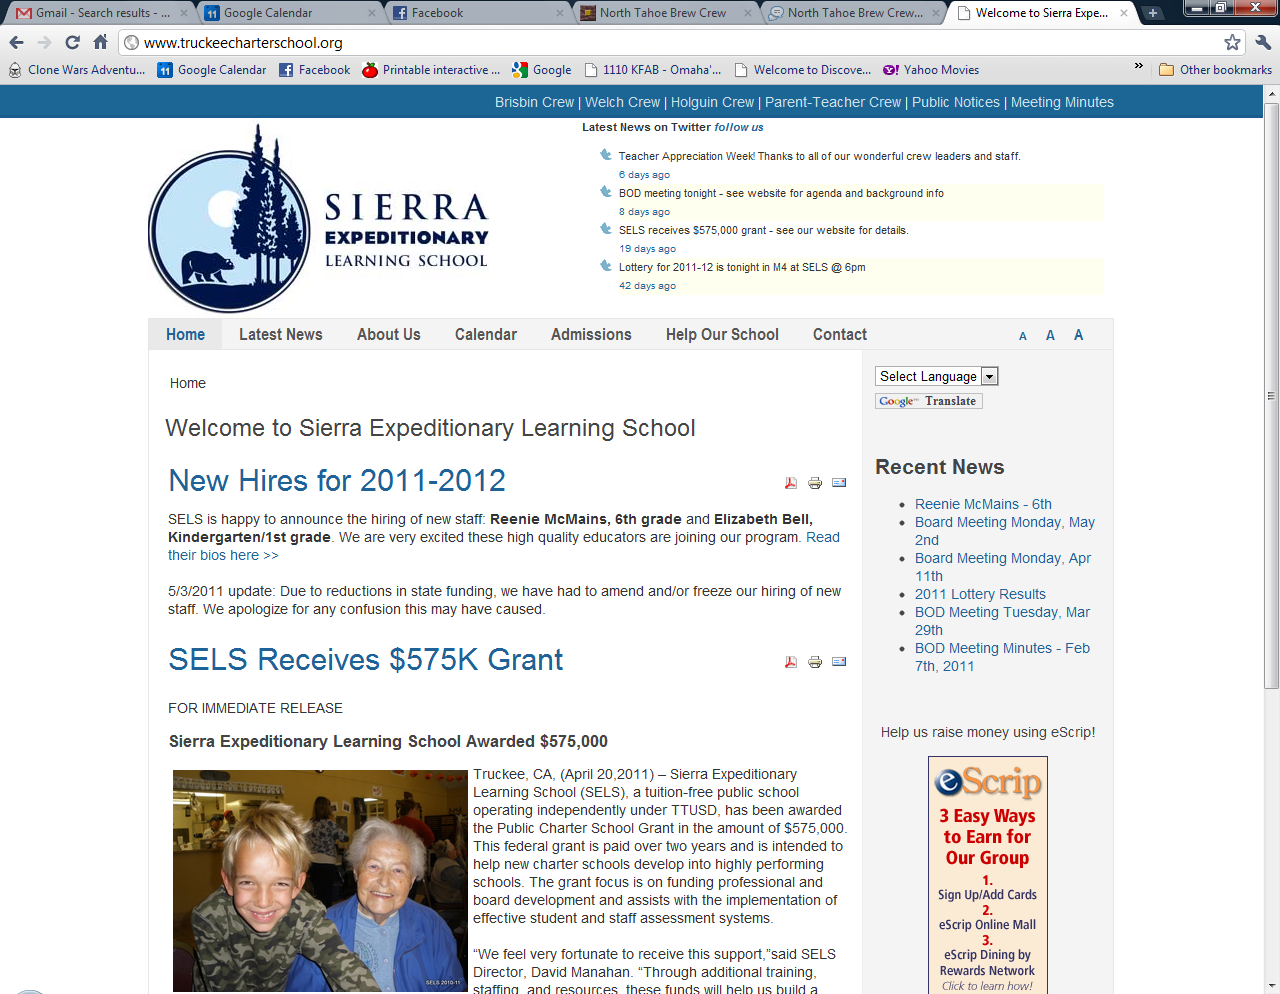 Gmail - Search results - ...
Google Calendar
Facebook
North Tahoe Brew Crew
North Tahoe Brew Crew...
Welcome to Sierra Expe...
www.truckeecharterschool.org
Clone Wars Adventu...
Google Calendar
Facebook
Printable interactive ...
Google
1110 KFAB - Omaha'...
Welcome to Discove...
Yahoo Movies
»
Other bookmarks
Brisbin Crew | Welch Crew | Holguin Crew | Parent-Teacher Crew | Public Notices | Meeting Minutes
SIERRA
EXPEDITIONARY
LEARNING SCHOOL
Latest News on Twitter follow us
Teacher Appreciation Week! Thanks to all of our wonderful crew leaders and staff.
6 days ago
BOD meeting tonight - see website for agenda and background info
8 days ago
SELS receives $575,000 grant - see our website for details.
19 days ago
Lottery for 2011-12 is tonight in M4 at SELS @ 6pm
42 days ago
Home
Latest News
About Us
Calendar
Admissions
Help Our School
Contact
A A A
Home
Welcome to Sierra Expeditionary Learning School
New Hires for 2011-2012
SELS is happy to announce the hiring of new staff: Reenie McMains, 6th grade and Elizabeth Bell,
Kindergarten/1st grade. We are very excited these high quality educators are joining our program. Read
their bios here >>
5/3/2011 update: Due to reductions in state funding, we have had to amend and/or freeze our hiring of new
staff. We apologize for any confusion this may have caused.
SELS Receives $575K Grant
FOR IMMEDIATE RELEASE
Sierra Expeditionary Learning School Awarded $575,000
Truckee, CA, (April 20,2011) – Sierra Expeditionary
Learning School (SELS), a tuition-free public school
operating independently under TTUSD, has been awarded
the Public Charter School Grant in the amount of $575,000.
This federal grant is paid over two years and is intended to
help new charter schools develop into highly performing
schools. The grant focus is on funding professional and
board development and assists with the implementation of
effective student and staff assessment systems.
“We feel very fortunate to receive this support,”said SELS
Director, David Manahan. “Through additional training,
staffing, and resources, these funds will help us build a
SELS 2010-11
Select Language
Google™ Translate
Recent News
Reenie McMains - 6th
Board Meeting Monday, May
2nd
Board Meeting Monday, Apr
11th
2011 Lottery Results
BOD Meeting Tuesday, Mar
29th
BOD Meeting Minutes - Feb
7th, 2011
Help us raise money using eScrip!
eScrip
3 Easy Ways
to Earn for
Our Group
1.
Sign Up/Add Cards
2.
eScrip Online Mall
3.
eScrip Dining by
Rewards Network
Click to learn how!